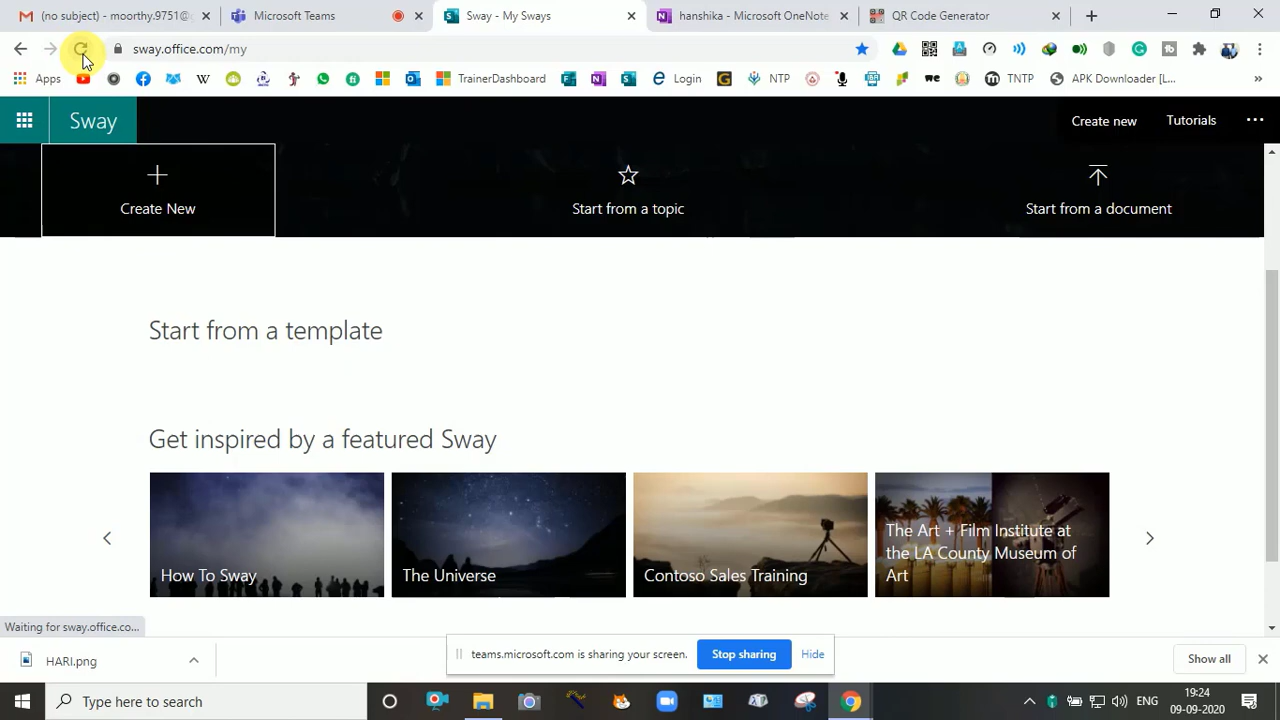 (no subject) - moorthy.9751@g
Microsoft Teams
Sway - My Sways
hanshika - Microsoft OneNote
QR Code Generator
sway.office.com/my
Apps
TrainerDashboard
Login
NTP
TNTP
APK Downloader [L...
Sway
Create new
Tutorials
Create New
Start from a topic
Start from a document
Start from a template
Get inspired by a featured Sway
How To Sway
The Universe
Contoso Sales Training
The Art + Film Institute at
the LA County Museum of
Art
Waiting for sway.office.co...
HARI.png
teams.microsoft.com is sharing your screen.
Stop sharing
Hide
Show all
Type here to search
ENG
19:24
09-09-2020